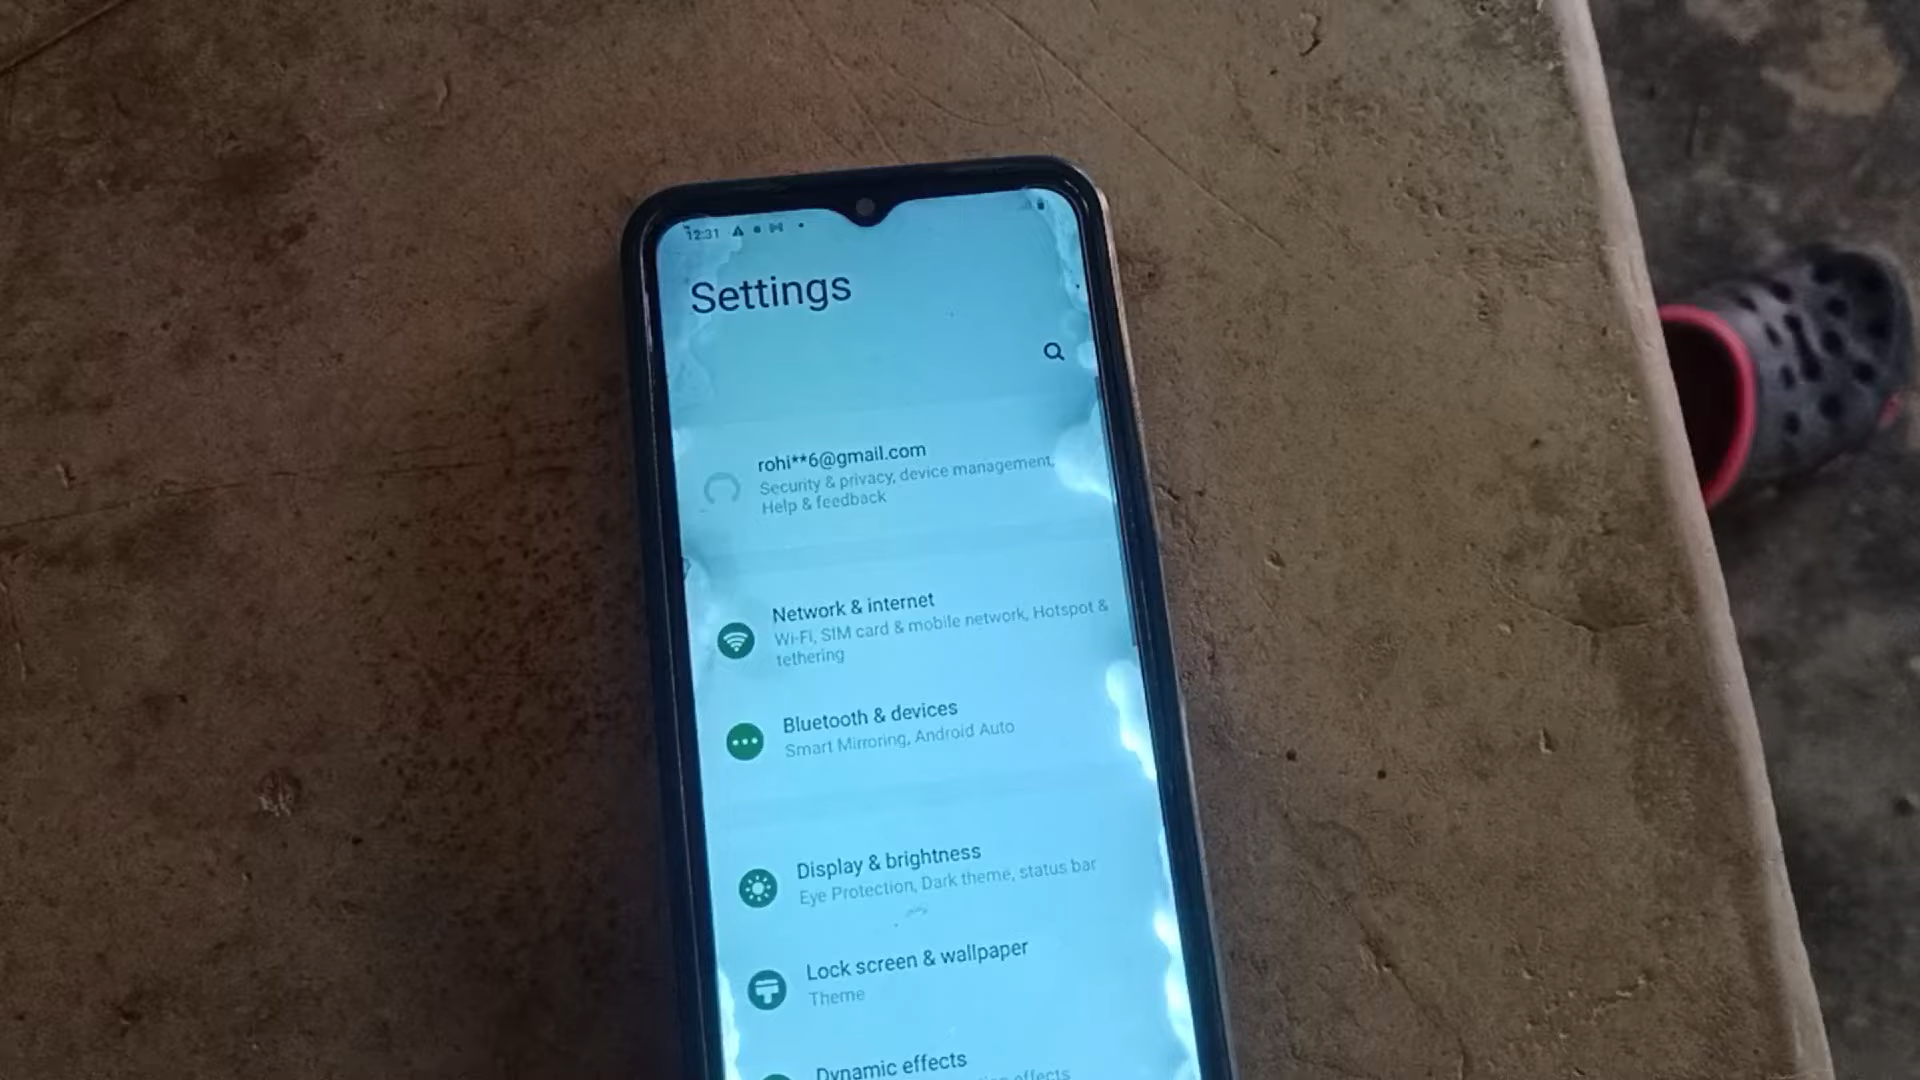 12:31
Settings
rohi**6@gmail.com
Security & privacy, device management,
Help & feedback
Network & internet
Wi-Fi, SIM card & mobile network, Hotspot &
tethering
Bluetooth & devices
Smart Mirroring, Android Auto
Display & brightness
Eye Protection, Dark theme, status bar
Lock screen & wallpaper
Theme
Dynamic effects
effects